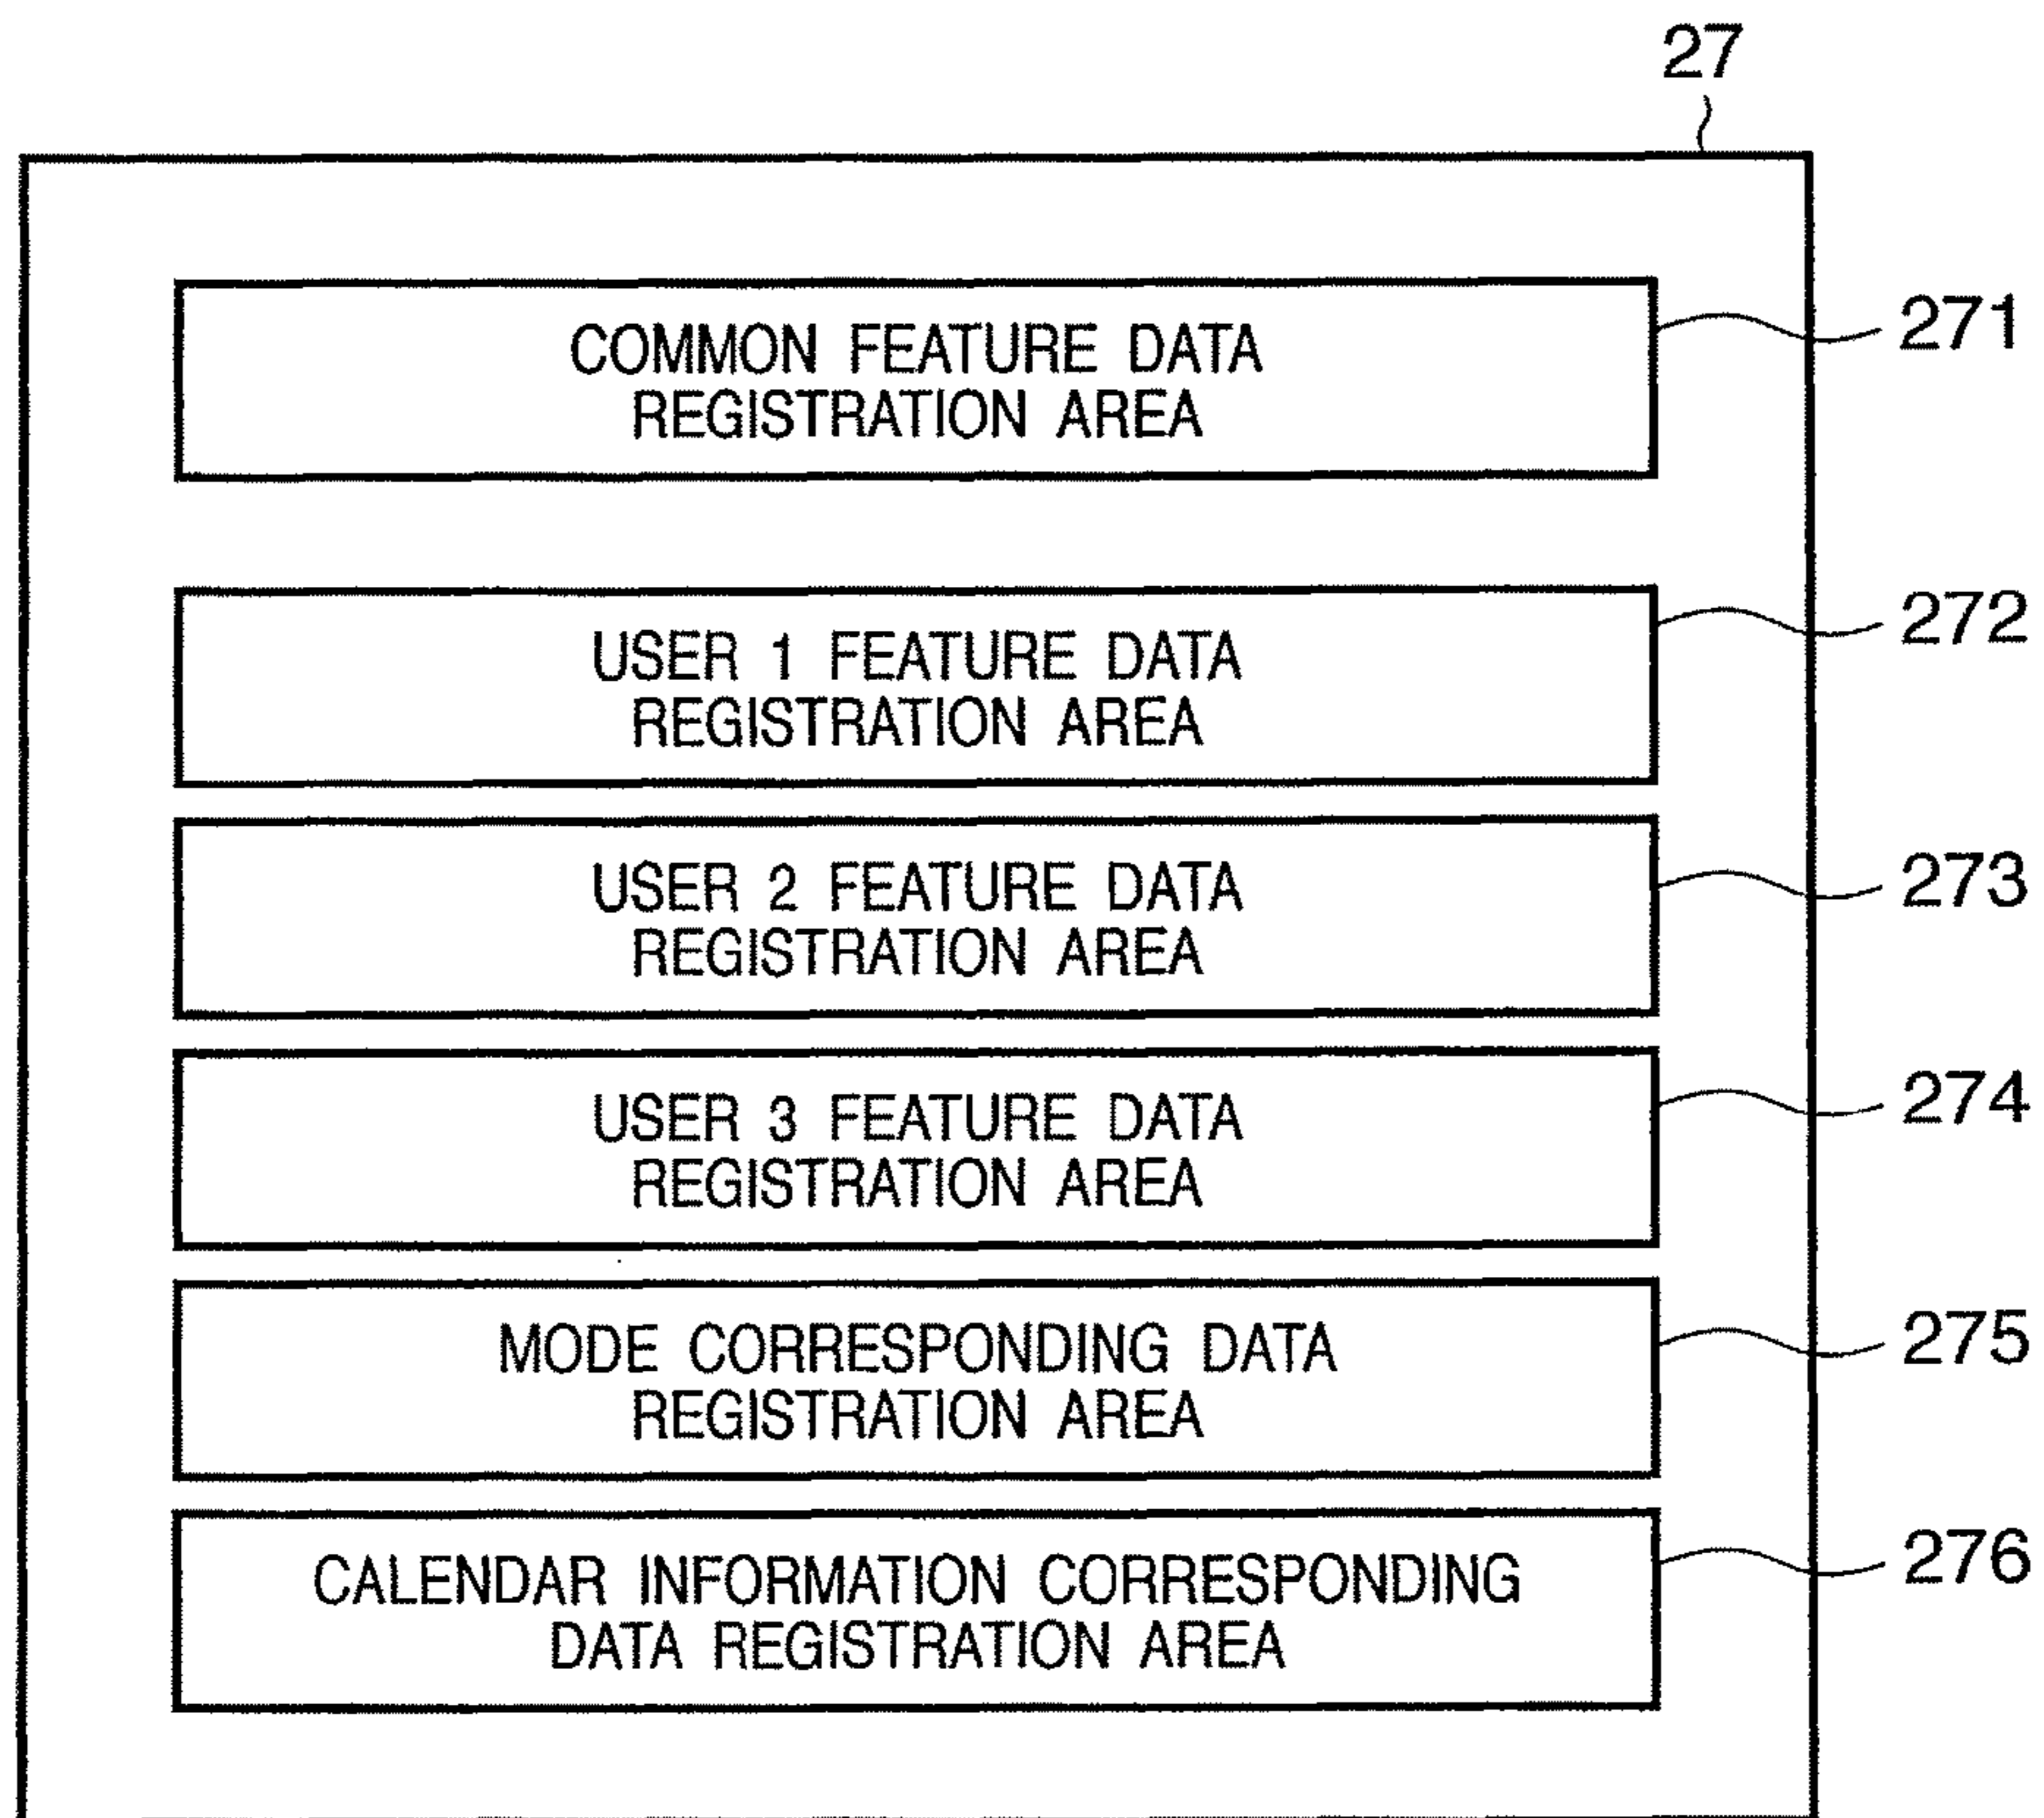 27
COMMON FEATURE DATA
REGISTRATION AREA
271
USER 1 FEATURE DATA
REGISTRATION AREA
272
USER 2 FEATURE DATA
REGISTRATION AREA
273
USER 3 FEATURE DATA
REGISTRATION AREA
274
MODE CORRESPONDING DATA
REGISTRATION AREA
275
CALENDAR INFORMATION CORRESPONDING
DATA REGISTRATION AREA
276